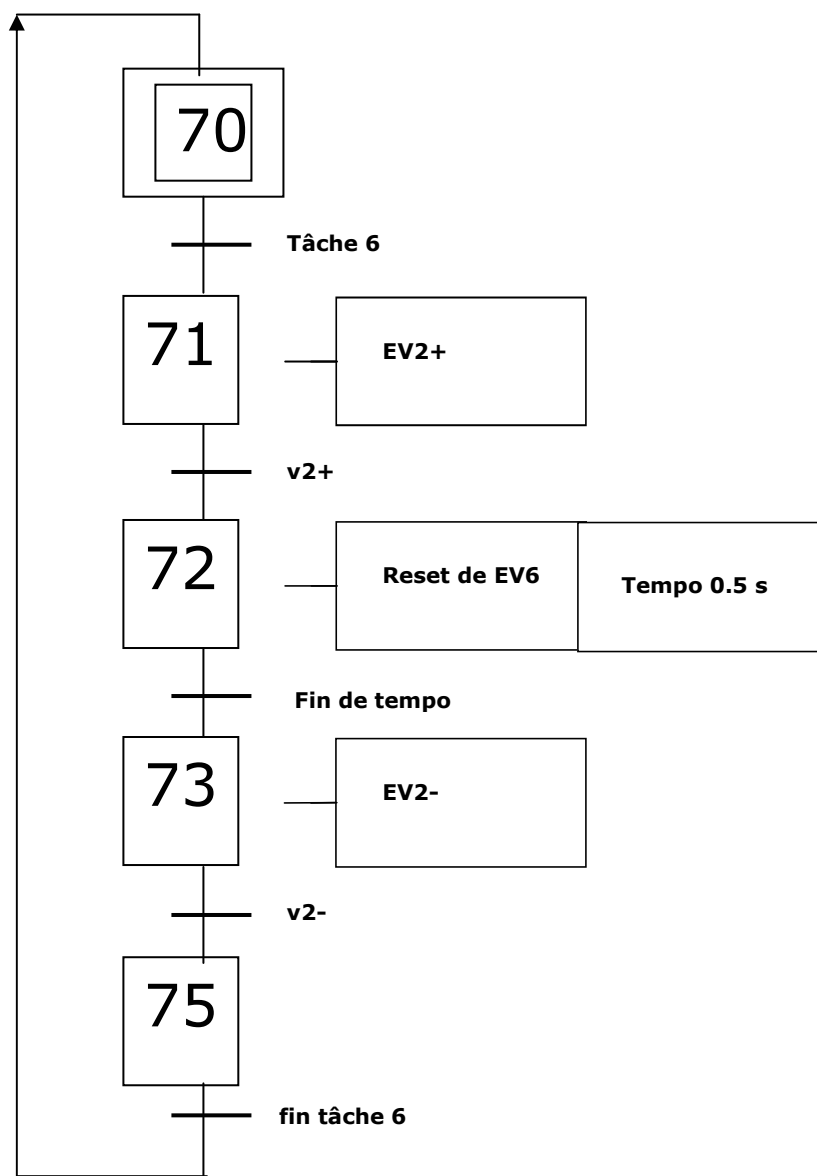 70
Tâche 6
71
EV2+
v2+
72
Reset de EV6
Tempo 0.5 s
Fin de tempo
73
EV2-
v2-
75
fin tâche 6